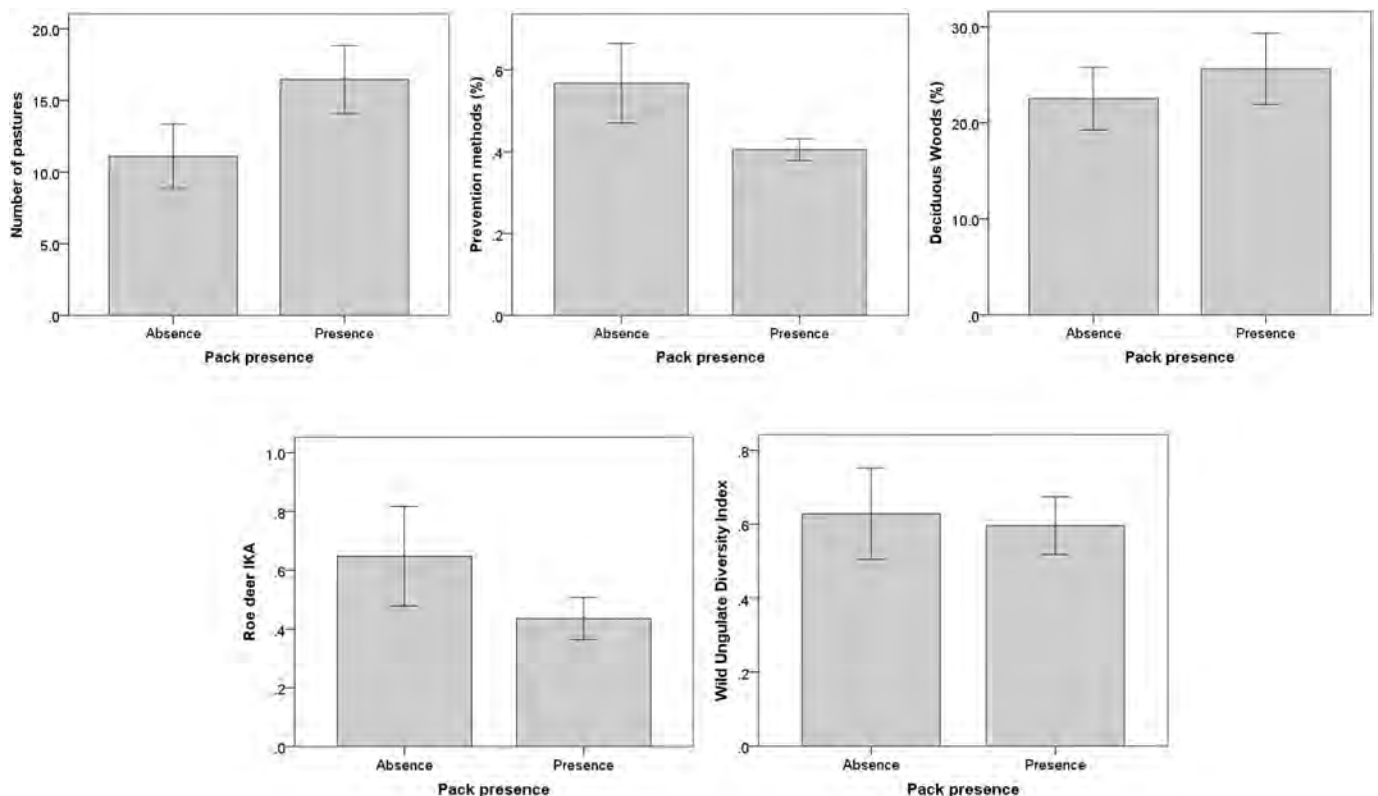 Number of pastures
20.0
15.0
10.0
5.0
.0
Absence
Presence
Pack presence
Prevention methods (%)
.6
.4
.2
.0
Absence
Presence
Pack presence
Deciduous Woods (%)
30.0
20.0
10.0
.0
Absence
Presence
Pack presence
Roe deer IKA
1.0
.8
.6
.4
.2
.0
Absence
Presence
Pack presence
Wild Ungulate Diversity Index
.8
.6
.4
.2
.0
Absence
Presence
Pack presence